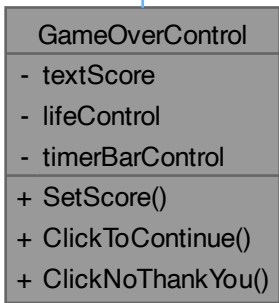 GameOverControl
- textScore
- lifeControl
- timerBarControl
+ SetScore()
+ ClickToContinue()
+ ClickNoThankYou()